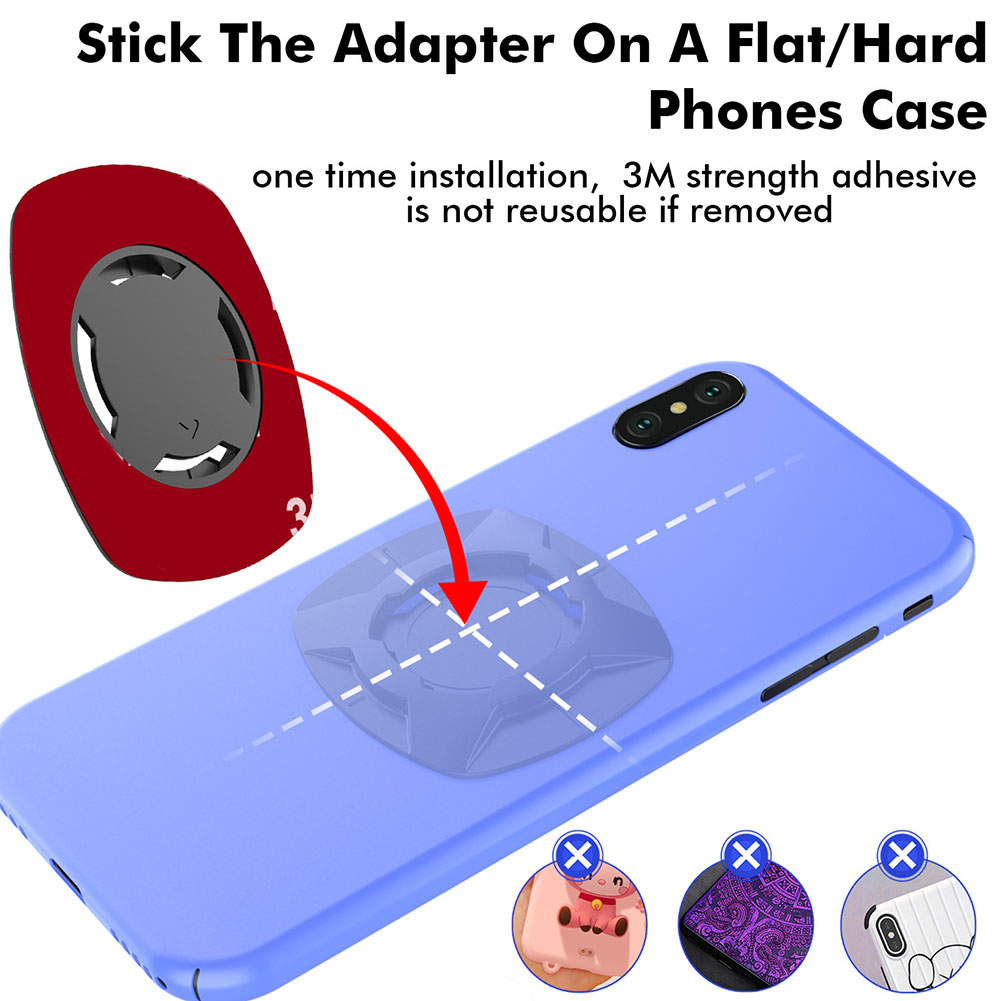 Stick The Adapter On A Flat/Hard
Phones Case
one time installation, 3M strength adhesive
is not reusable if removed
3